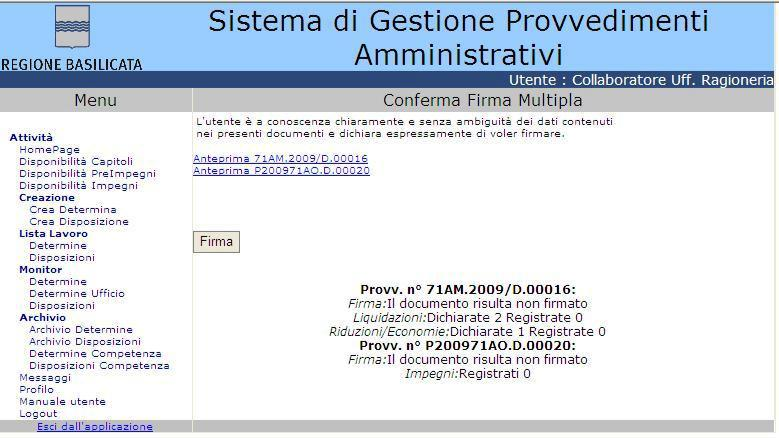 Sistema di Gestione Provvedimenti
Amministrativi
REGIONE BASILICATA
Utente : Collaboratore Uff. Ragioneria
Menu
Attività
HomePage
Disponibilità Capitoli
Disponibilità PreImpegni
Disponibilità Impegni
Creazione
Crea Determina
Crea Disposizione
Lista Lavoro
Determine
Disposizioni
Monitor
Determine
Determine Ufficio
Disposizioni
Archivio
Archivio Determine
Archivio Disposizioni
Determine Competenza
Disposizioni Competenza
Messaggi
Profilo
Manuale utente
Logout
Esci dall'applicazione
Conferma Firma Multipla
L'utente è a conoscenza chiaramente e senza ambiguità dei dati contenuti
nei presenti documenti e dichiara espressamente di voler firmare.
Anteprima 71AM.2009/D.00016
Anteprima P200971AO.D.00020
Firma
Provv. n° 71AM.2009/D.00016:
Firma:Il documento risulta non firmato
Liquidazioni:Dichiarate 2 Registrate 0
Riduzioni/Economie:Dichiarate 1 Registrate 0
Provv. n° P200971AO.D.00020:
Firma:Il documento risulta non firmato
Impegni:Registrati 0